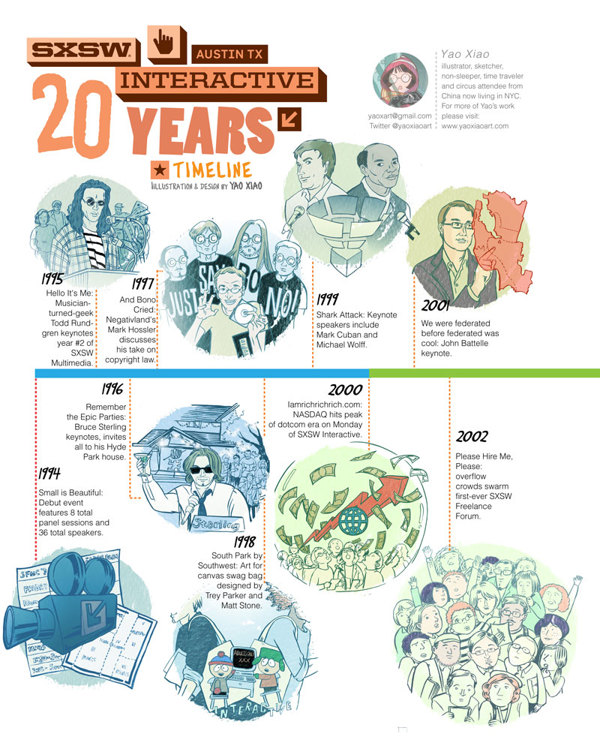 SXSW®
AUSTIN TX
INTERACTIVE
20 YEARS
TIMELINE
ILLUSTRATION & DESIGN BY YAO XIAO
Yao Xiao
illustrator, sketcher,
non-sleeper, time traveler
and circus attendee from
China now living in NYC.
For more of Yao's work
please visit:
www.yaoxiaoart.com
yaoxart@gmail.com
Twitter @yaoxiaoart
1995
Hello It's Me:
Musician-
turned-geek
Todd Rund-
gren keynotes
year #2 of
SXSW
Multimedia.
1997
And Bono
Cried:
Negativland's
Mark Hossler
discusses
his take on
copyright law.
JUST SAY
NO!
1999
Shark Attack: Keynote
speakers include
Mark Cuban and
Michael Wolff.
2001
We were federated
before federated was
cool: John Battelle
keynote.
1994
Small is Beautiful:
Debut event
features 8 total
panel sessions and
36 total speakers.
1996
Remember
the Epic Parties:
Bruce Sterling
keynotes, invites
all to his Hyde
Park house.
Sterling
1998
South Park by
Southwest: Art for
canvas swag bag
designed by
Trey Parker and
Matt Stone.
INTERACTIVE
2000
Iamrichrichrich.com:
NASDAQ hits peak
of dotcom era on Monday
of SXSW Interactive.
2002
Please Hire Me,
Please:
overflow
crowds swarm
first-ever SXSW
Freelance
Forum.